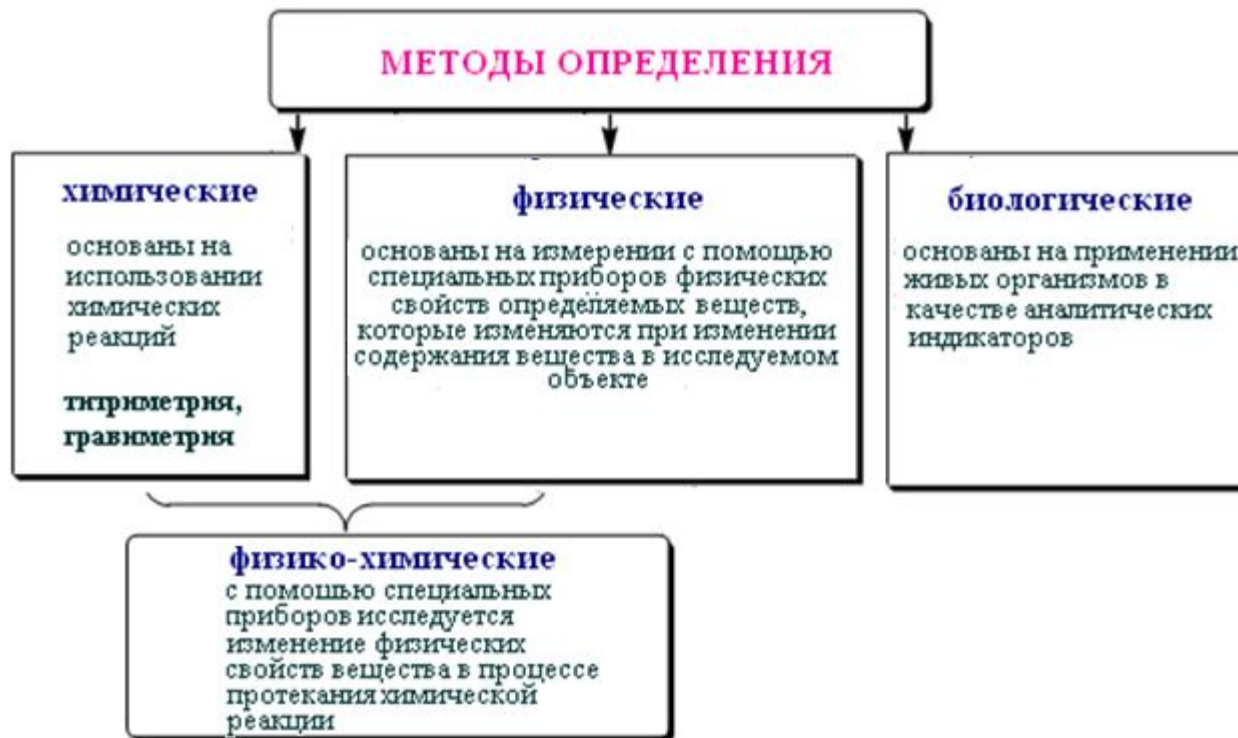 МЕТОДЫ ОПРЕДЕЛЕНИЯ
химические
основаны на
использовании
химических
реакций
титриметрия,
гравиметрия
физические
основаны на измерении с помощью
специальных приборов физических
свойств определяемых веществ,
которые изменяются при изменении
содержания вещества в исследуемом
объекте
биологические
основаны на применении
живых организмов в
качестве аналитических
индикаторов
физико-химические
с помошью специальных
приборов исследуется
изменение физических
свойств вещества в процессе
протекания химической
реакции